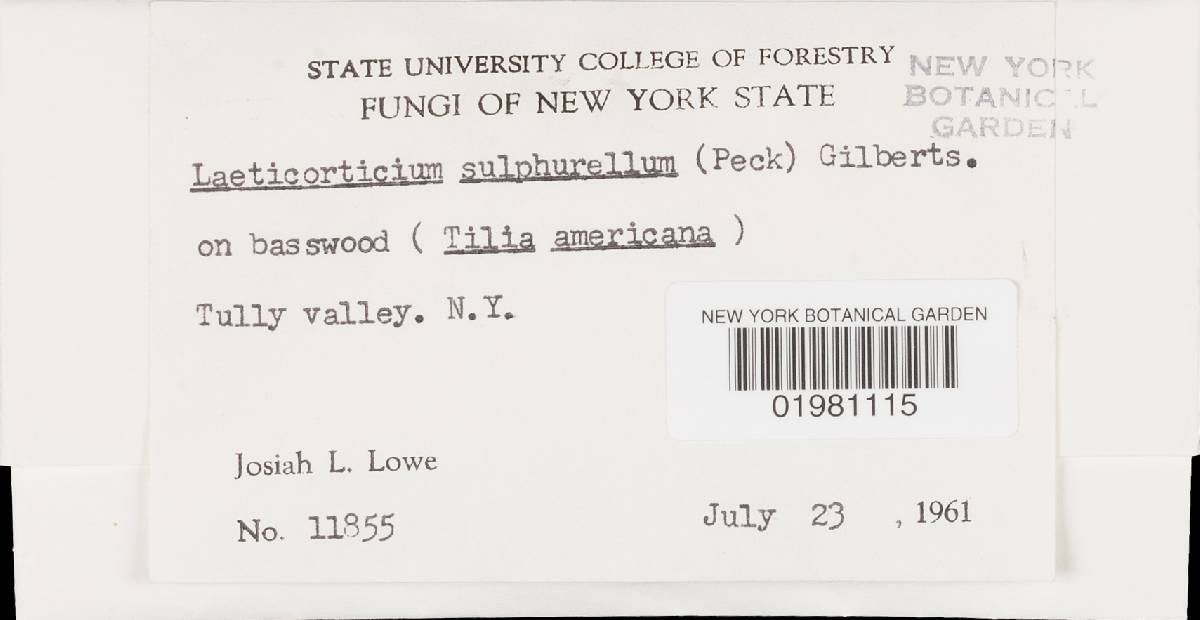 STATE UNIVERSITY COLLEGE OF FORESTRY
FUNGI OF NEW YORK STATE
NEW YORK
BOTANICAL
GARDEN
Laeticorticium sulphurellum (Peck) Gilberts.
on basswood ( Tilia americana )
Tully valley. N.Y.
NEW YORK BOTANICAL GARDEN
01981115
Josiah L. Lowe
No. 11855
July 23 , 1961